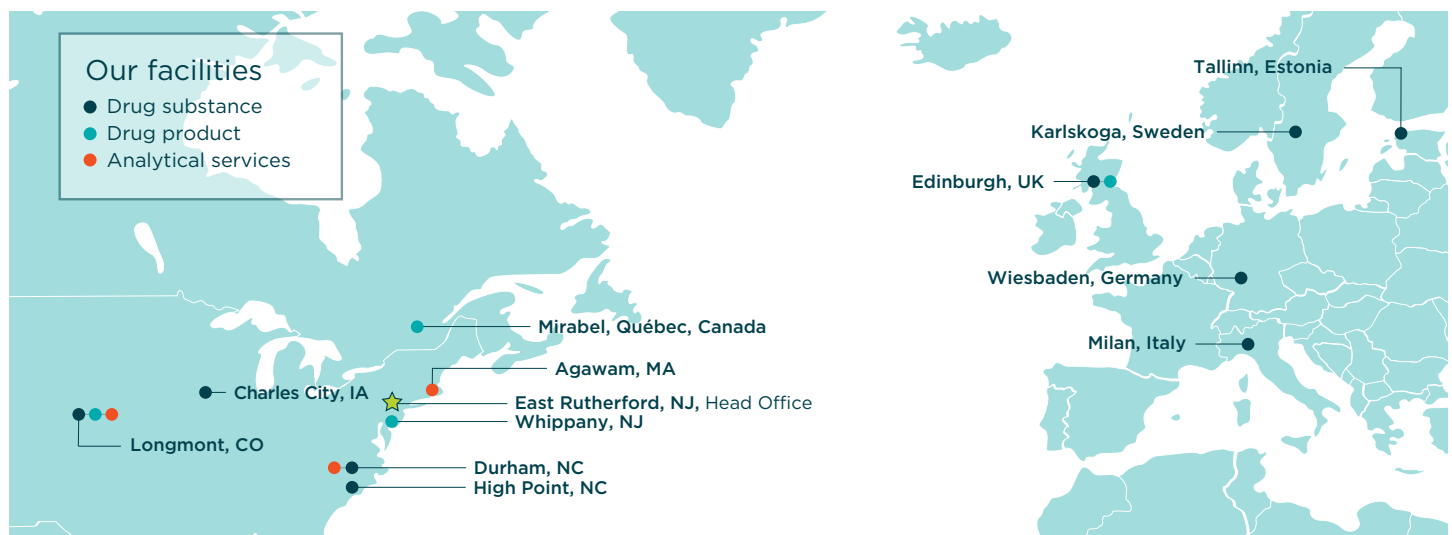 Our facilities
Drug substance
Drug product
Analytical services
Mirabel, Québec, Canada
Agawam, MA
Charles City, IA
East Rutherford, NJ, Head Office
Whippany, NJ
Longmont, CO
Durham, NC
High Point, NC
Tallinn, Estonia
Karlskoga, Sweden
Edinburgh, UK
Wiesbaden, Germany
Milan, Italy